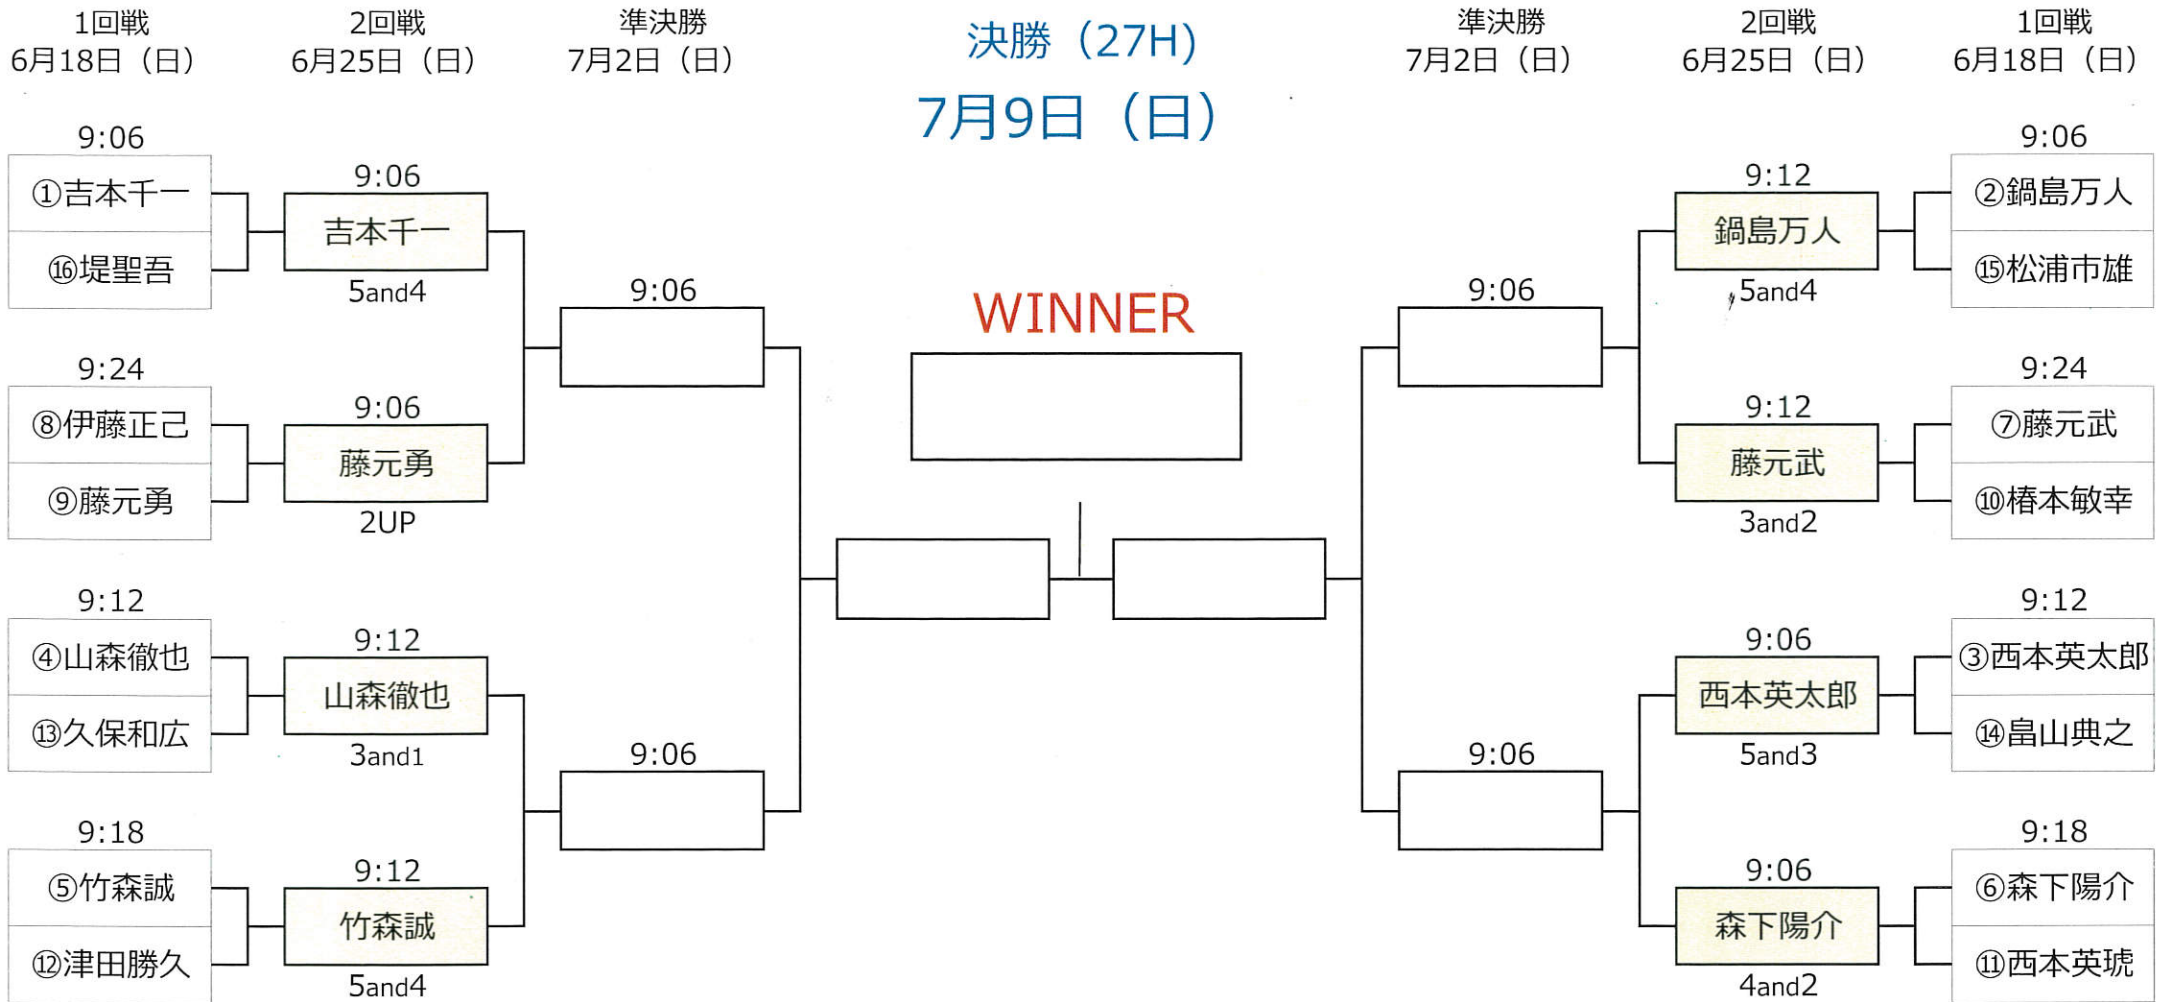 1回戦
6月18日（日）
2回戦
6月25日（日）
準決勝
7月2日（日）
決勝（27H)
7月9日（日）
準決勝
7月2日（日）
2回戦
6月25日（日）
1回戦
6月18日（日）
9:06
①吉本千一
⑯堤聖吾
9:24
⑧伊藤正己
⑨藤元勇
9:12
④山森徹也
⑬久保和広
9:18
⑤竹森誠
⑫津田勝久
9:06
吉本千一
5and4
9:06
藤元勇
2UP
9:12
山森徹也
3and1
9:12
竹森誠
5and4
9:06
9:06
WINNER
9:06
9:06
9:12
鍋島万人
5and4
9:12
藤元武
3and2
9:06
西本英太郎
5and3
9:06
森下陽介
4and2
9:06
②鍋島万人
⑮松浦市雄
9:24
⑦藤元武
⑩椿本敏幸
9:12
③西本英太郎
⑭畠山典之
9:18
⑥森下陽介
⑪西本英琥